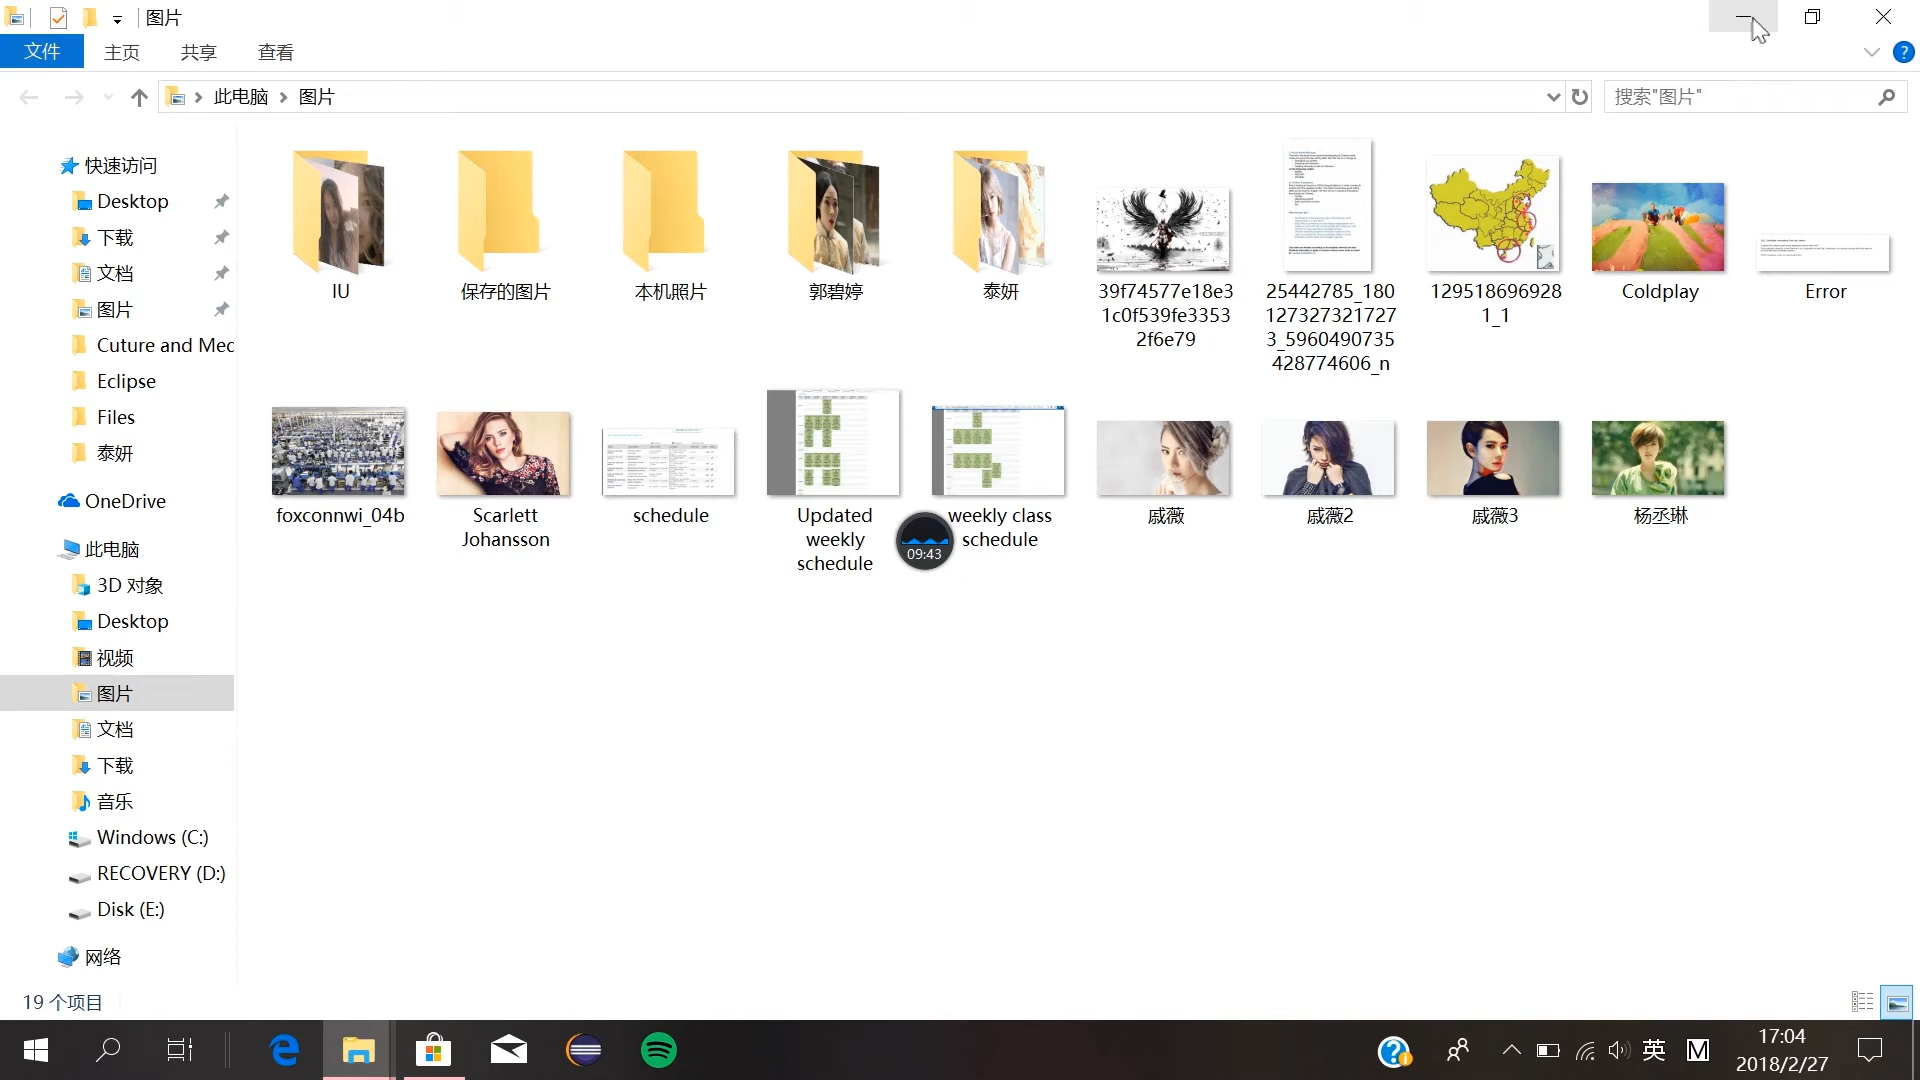 图片
文件
主页
共享
查看
此电脑
图片
搜索"图片"
快速访问
Desktop
下载
文档
图片
Cuture and Med
Eclipse
Files
泰妍
OneDrive
此电脑
3D 对象
Desktop
视频
图片
文档
下载
音乐
Windows (C:)
RECOVERY (D:)
Disk (E:)
网络
IU
保存的图片
本机照片
郭碧婷
泰妍
39f74577e18e3
1c0f539fe3353
2f6e79
25442785_180
127327321727
3_5960490735
428774606_n
129518696928
1_1
Coldplay
Error
foxconnwi_04b
Scarlett
Johansson
schedule
Updated
weekly
schedule
weekly class
schedule
戚薇
戚薇2
戚薇3
杨丞琳
09:43
19 个项目
英
M
17:04
2018/2/27